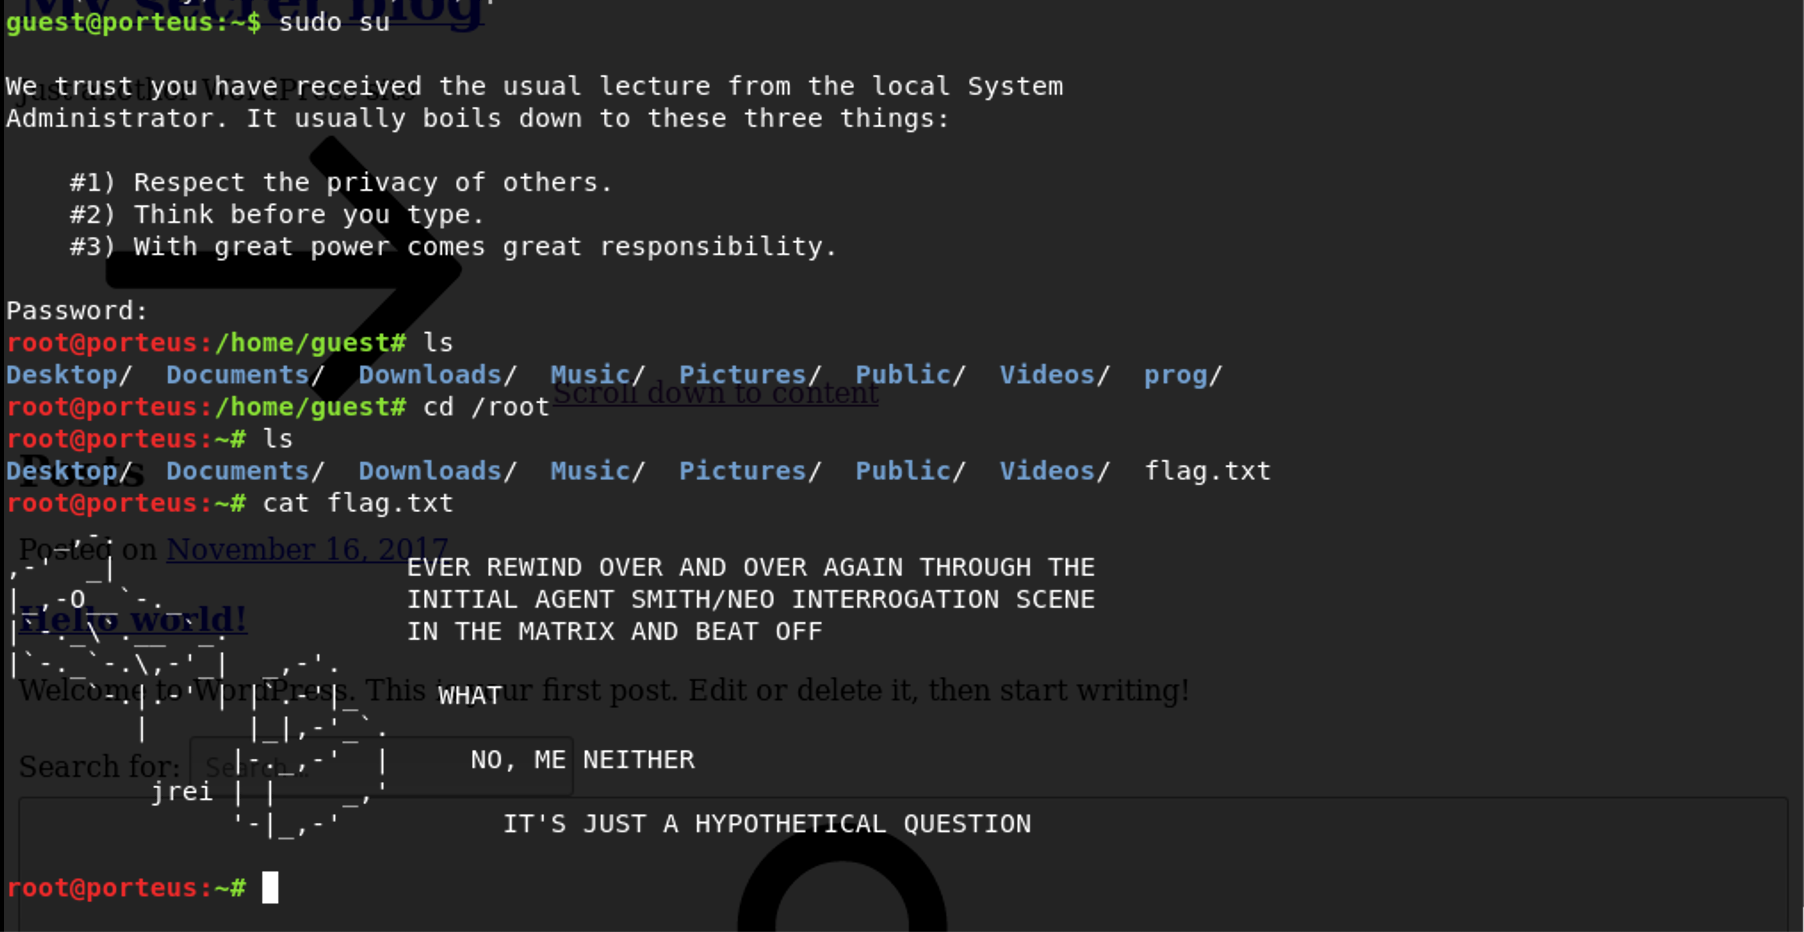 My secret blog
guest@porteus:~$ sudo su
We trust you have received the usual lecture from the local System
Just another WordPress site
Administrator. It usually boils down to these three things:
#1) Respect the privacy of others.
#2) Think before you type.
#3) With great power comes great responsibility.
Password:
root@porteus:/home/guest# ls
Desktop/  Documents/  Downloads/  Music/  Pictures/  Public/  Videos/  prog/
Scroll down to content
root@porteus:/home/guest# cd /root
root@porteus:~# ls
Desktop/  Documents/  Downloads/  Music/  Pictures/  Public/  Videos/  flag.txt
Posts
root@porteus:~# cat flag.txt
Posted on November 16, 2017
EVER REWIND OVER AND OVER AGAIN THROUGH THE
INITIAL AGENT SMITH/NEO INTERROGATION SCENE
Hello world!
IN THE MATRIX AND BEAT OFF
Welcome to WordPress. This is your first post. Edit or delete it, then start writing!
WHAT
Search for: Search ...
NO, ME NEITHER
jrei
IT'S JUST A HYPOTHETICAL QUESTION
root@porteus:~#